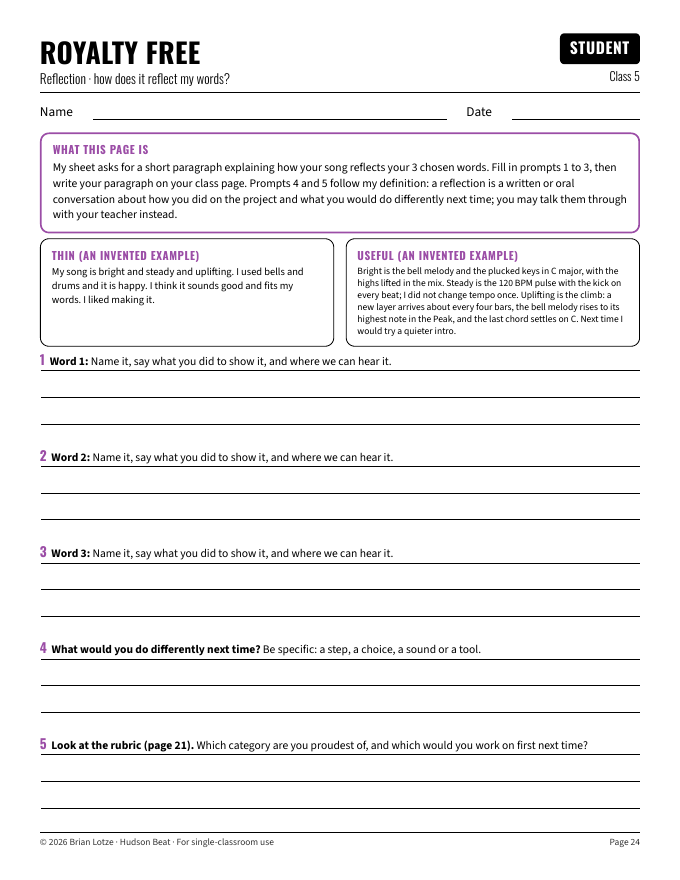 ROYALTY FREE
STUDENT
Reflection · how does it reflect my words?
Class 5
Name
Date
WHAT THIS PAGE IS
My sheet asks for a short paragraph explaining how your song reflects your 3 chosen words. Fill in prompts 1 to 3, then
write your paragraph on your class page. Prompts 4 and 5 follow my definition: a reflection is a written or oral
conversation about how you did on the project and what you would do differently next time; you may talk them through
with your teacher instead.
THIN (AN INVENTED EXAMPLE)
My song is bright and steady and uplifting. I used bells and
drums and it is happy. I think it sounds good and fits my
words. I liked making it.
USEFUL (AN INVENTED EXAMPLE)
Bright is the bell melody and the plucked keys in C major, with the
highs lifted in the mix. Steady is the 120 BPM pulse with the kick on
every beat; I did not change tempo once. Uplifting is the climb: a
new layer arrives about every four bars, the bell melody rises to its
highest note in the Peak, and the last chord settles on C. Next time I
would try a quieter intro.
1 Word 1: Name it, say what you did to show it, and where we can hear it.
2 Word 2: Name it, say what you did to show it, and where we can hear it.
3 Word 3: Name it, say what you did to show it, and where we can hear it.
4 What would you do differently next time? Be specific: a step, a choice, a sound or a tool.
5 Look at the rubric (page 21). Which category are you proudest of, and which would you work on first next time?
© 2026 Brian Lotze · Hudson Beat · For single-classroom use
Page 24